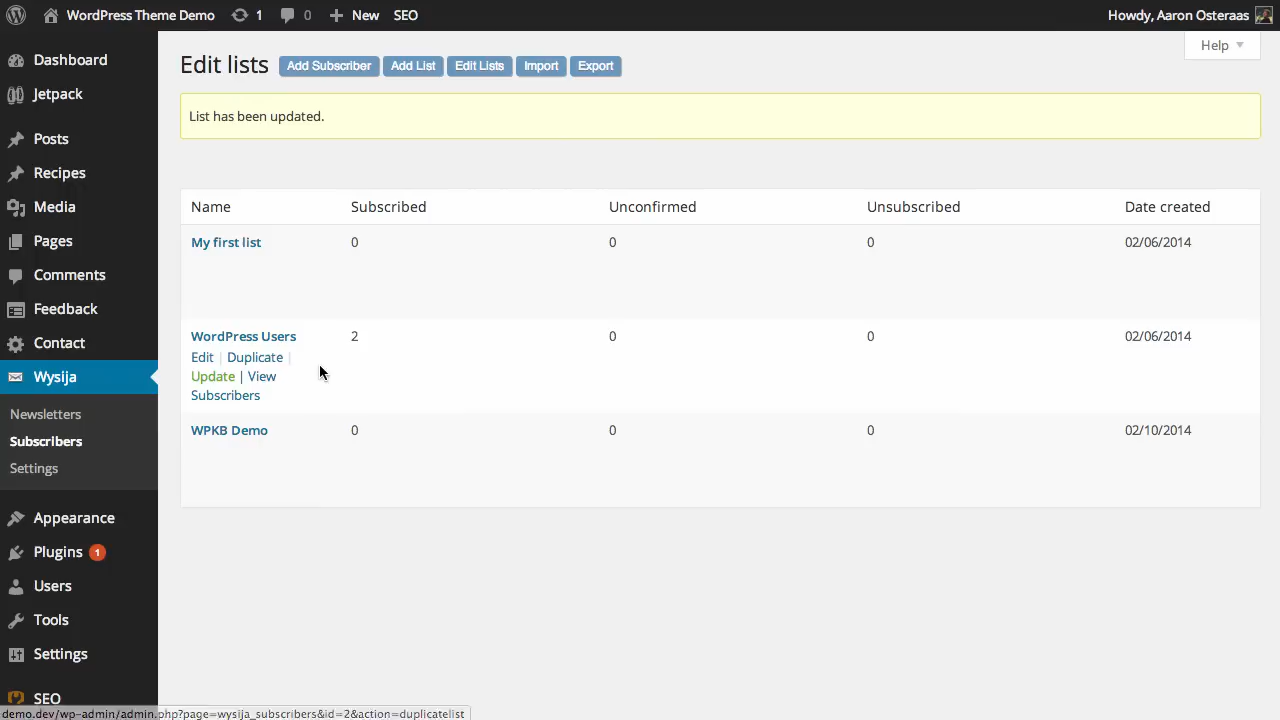 WordPress Theme Demo 1 0 New SEO Howdy, Aaron Osteraas
Dashboard
Jetpack
Posts
Recipes
Media
Pages
Comments
Feedback
Contact
Wysija
Newsletters
Subscribers
Settings
Appearance
Plugins 1
Users
Tools
Settings
SEO
Help
Edit lists Add Subscriber Add List Edit Lists Import Export
List has been updated.
Name Subscribed Unconfirmed Unsubscribed Date created
My first list 0 0 0 02/06/2014
WordPress Users 2 0 0 02/06/2014
Edit | Duplicate |
Update | View
Subscribers
WPKB Demo 0 0 0 02/10/2014
demo.dev/wp-admin/admin.php?page=wysija_subscribers&id=2&action=duplicatelist